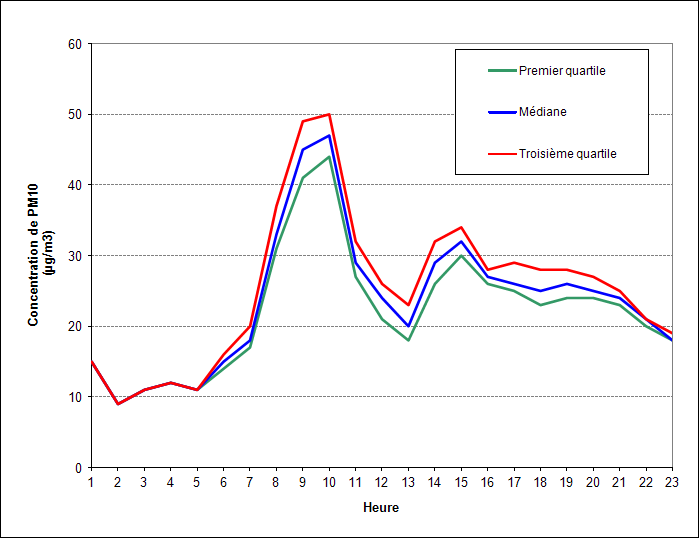 60
50
40
30
20
10
0
Concentration de PM10
(µg/m3)
Premier quartile
Médiane
Troisième quartile
1 2 3 4 5 6 7 8 9 10 11 12 13 14 15 16 17 18 19 20 21 22 23
Heure